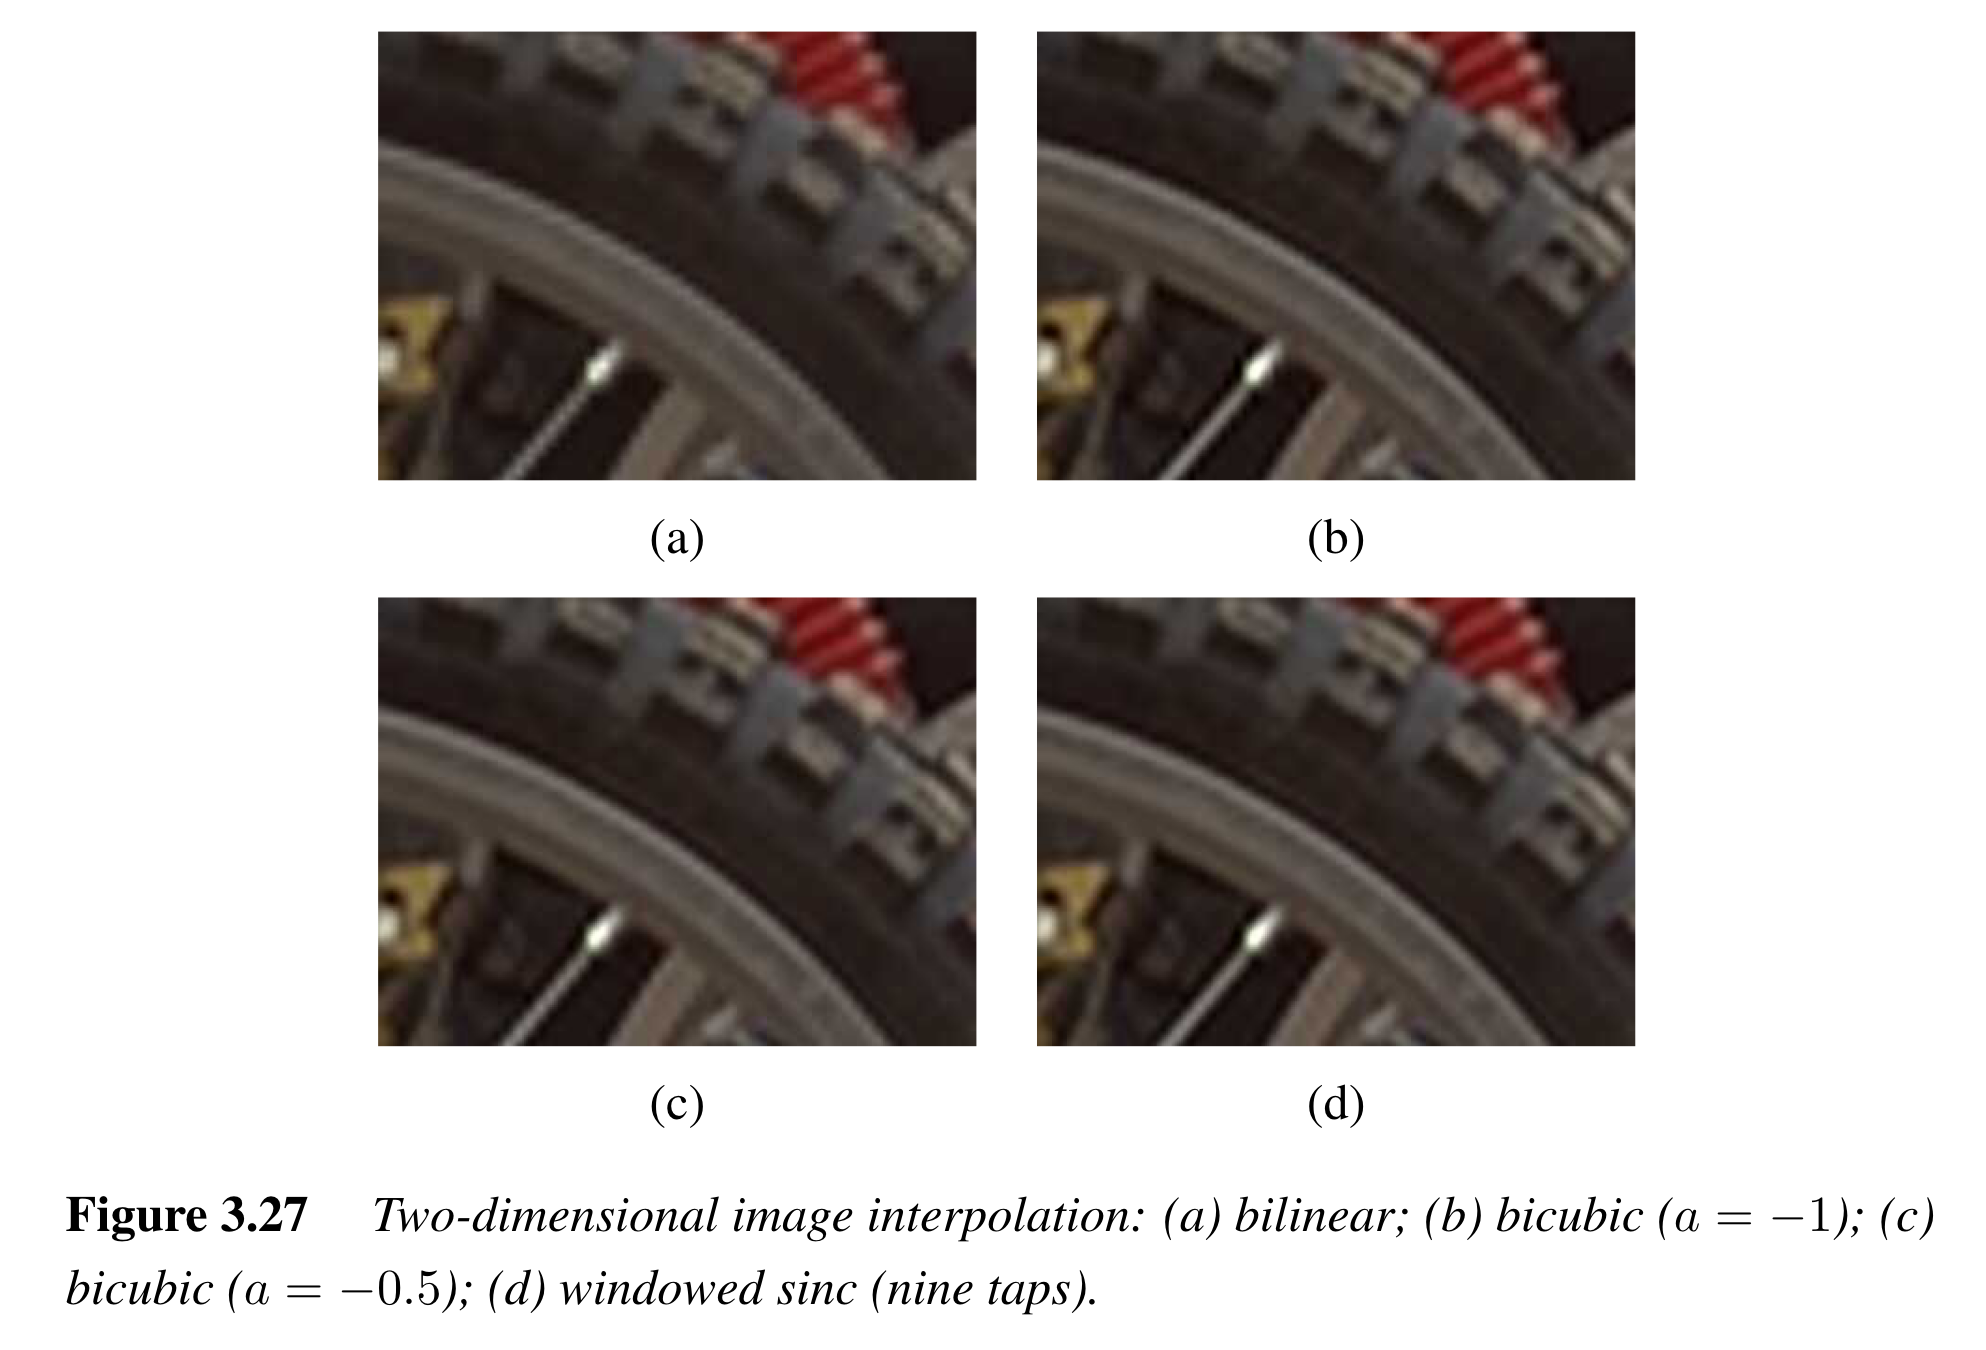 (a)
(b)
(c)
(d)
Figure 3.27 Two-dimensional image interpolation: (a) bilinear; (b) bicubic (a = −1); (c)
bicubic (a = −0.5); (d) windowed sinc (nine taps).